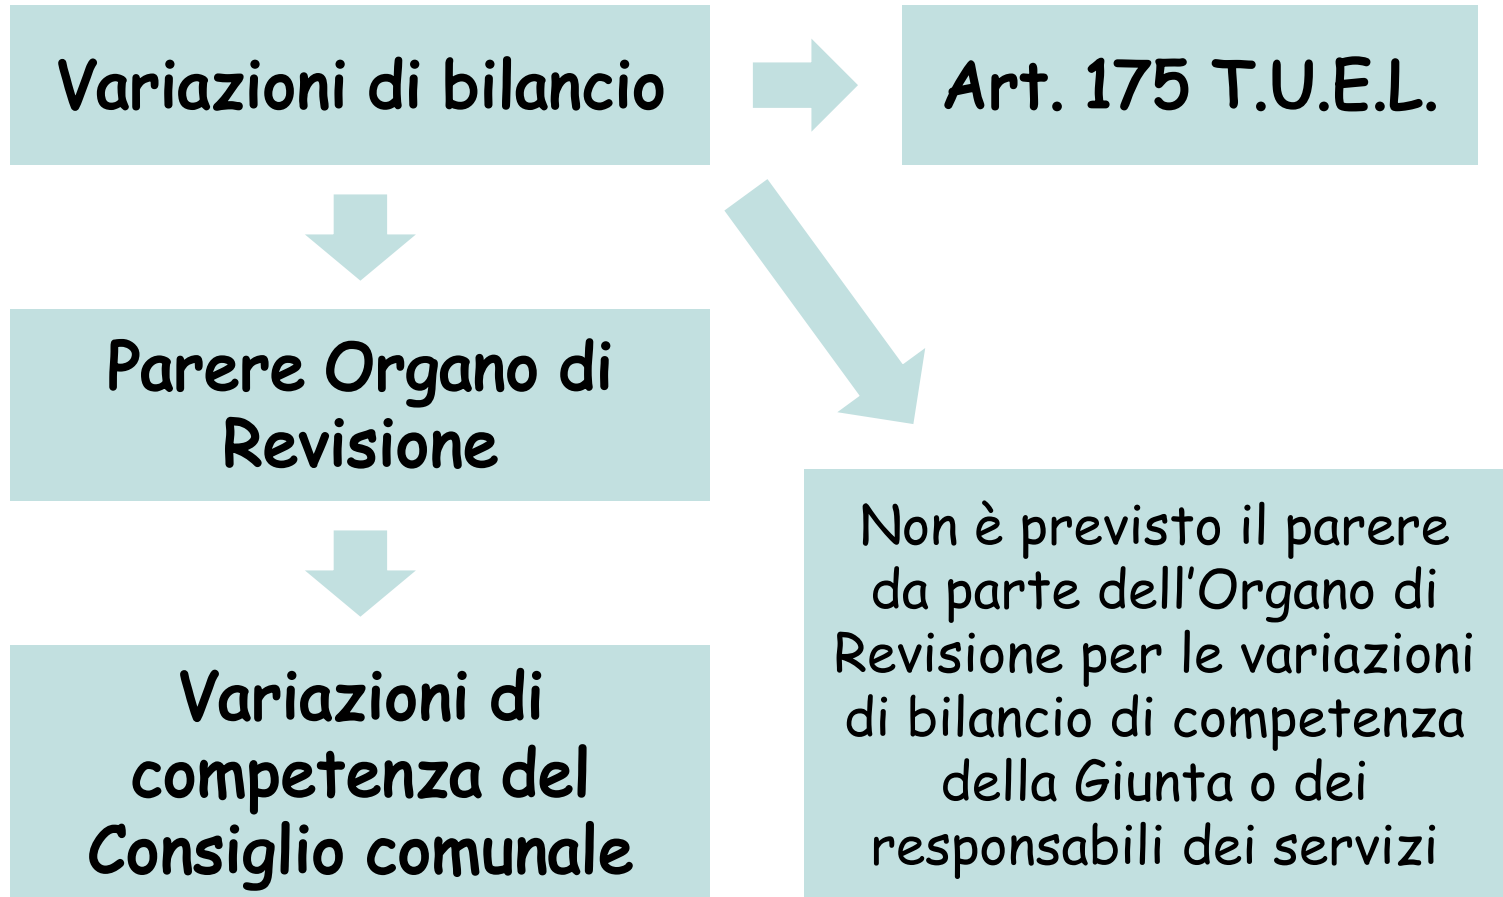 Variazioni di bilancio
Art. 175 T.U.E.L.
Parere Organo di
Revisione
Variazioni di
competenza del
Consiglio comunale
Non è previsto il parere
da parte dell’Organo di
Revisione per le variazioni
di bilancio di competenza
della Giunta o dei
responsabili dei servizi